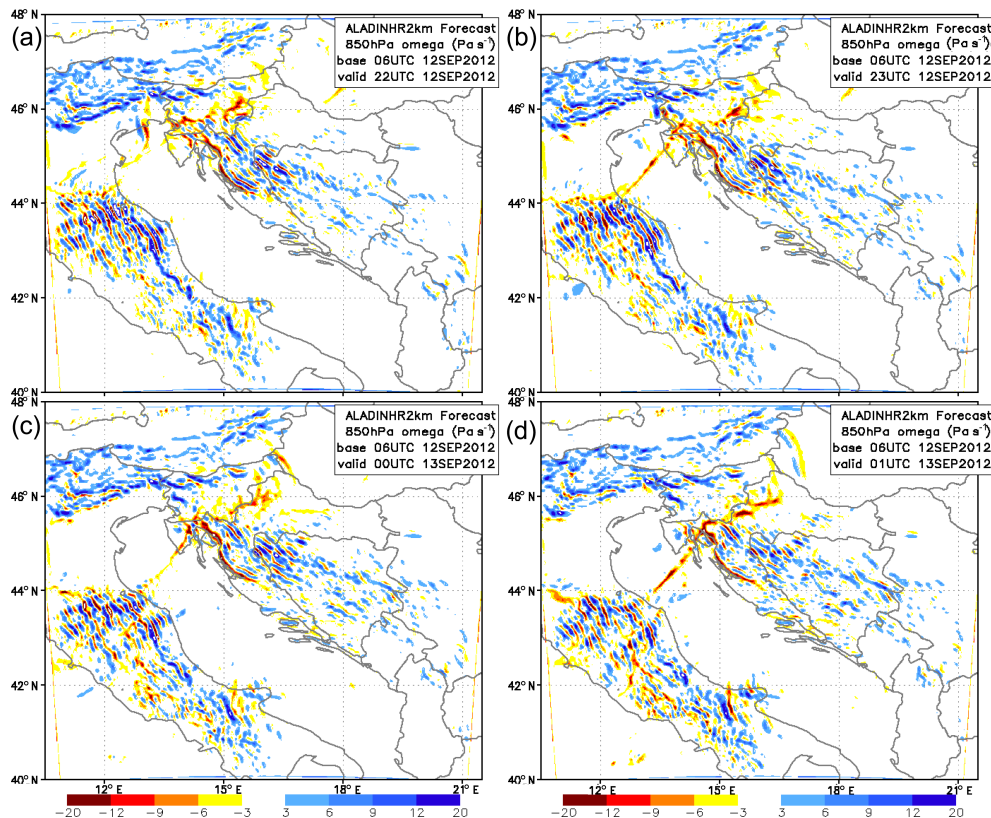 (a)
ALADINHR2km Forecast
850hPa omega (Pa s⁻¹)
base 06UTC 12SEP2012
valid 22UTC 12SEP2012
48° N
46° N
44° N
42° N
40° N
(b)
ALADINHR2km Forecast
850hPa omega (Pa s⁻¹)
base 06UTC 12SEP2012
valid 23UTC 12SEP2012
48° N
46° N
44° N
42° N
40° N
(c)
ALADINHR2km Forecast
850hPa omega (Pa s⁻¹)
base 06UTC 12SEP2012
valid 00UTC 13SEP2012
48° N
46° N
44° N
42° N
40° N
12°
15° E
18°
21°
(d)
ALADINHR2km Forecast
850hPa omega (Pa s⁻¹)
base 06UTC 12SEP2012
valid 01UTC 13SEP2012
48° N
46° N
44° N
42° N
40° N
12°
15° E
18°
21°
−20 −12 −9 −6 −3 3 6 9 12 20
−20 −12 −9 −6 −3 3 6 9 12 20